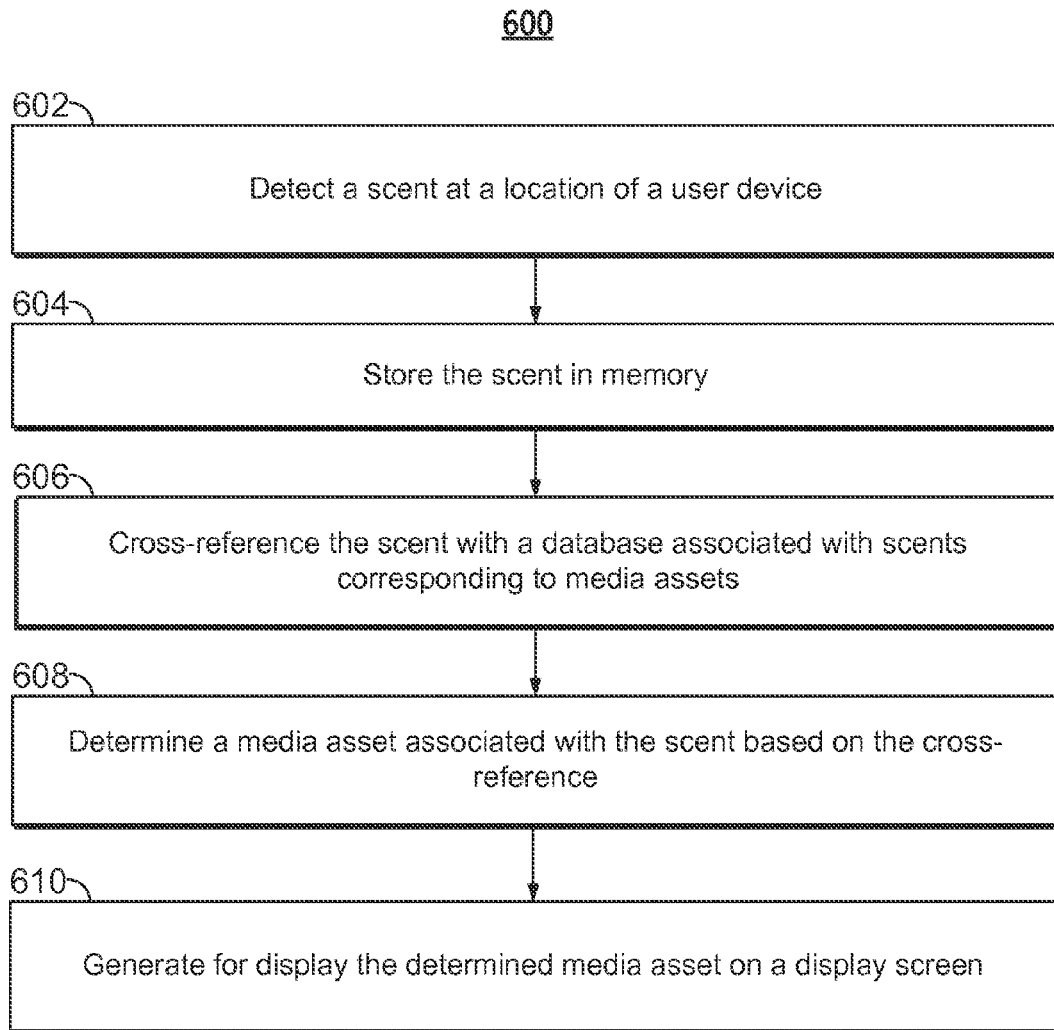 600
602
Detect a scent at a location of a user device
604
Store the scent in memory
606
Cross-reference the scent with a database associated with scents
corresponding to media assets
608
Determine a media asset associated with the scent based on the cross-
reference
610
Generate for display the determined media asset on a display screen